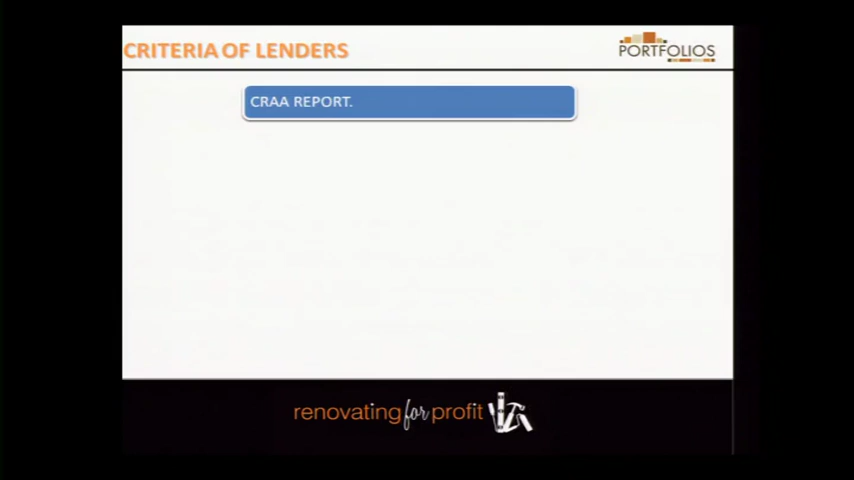 CRITERIA OF LENDERS
PORTFOLIOS
CRAA REPORT.
renovating for profit